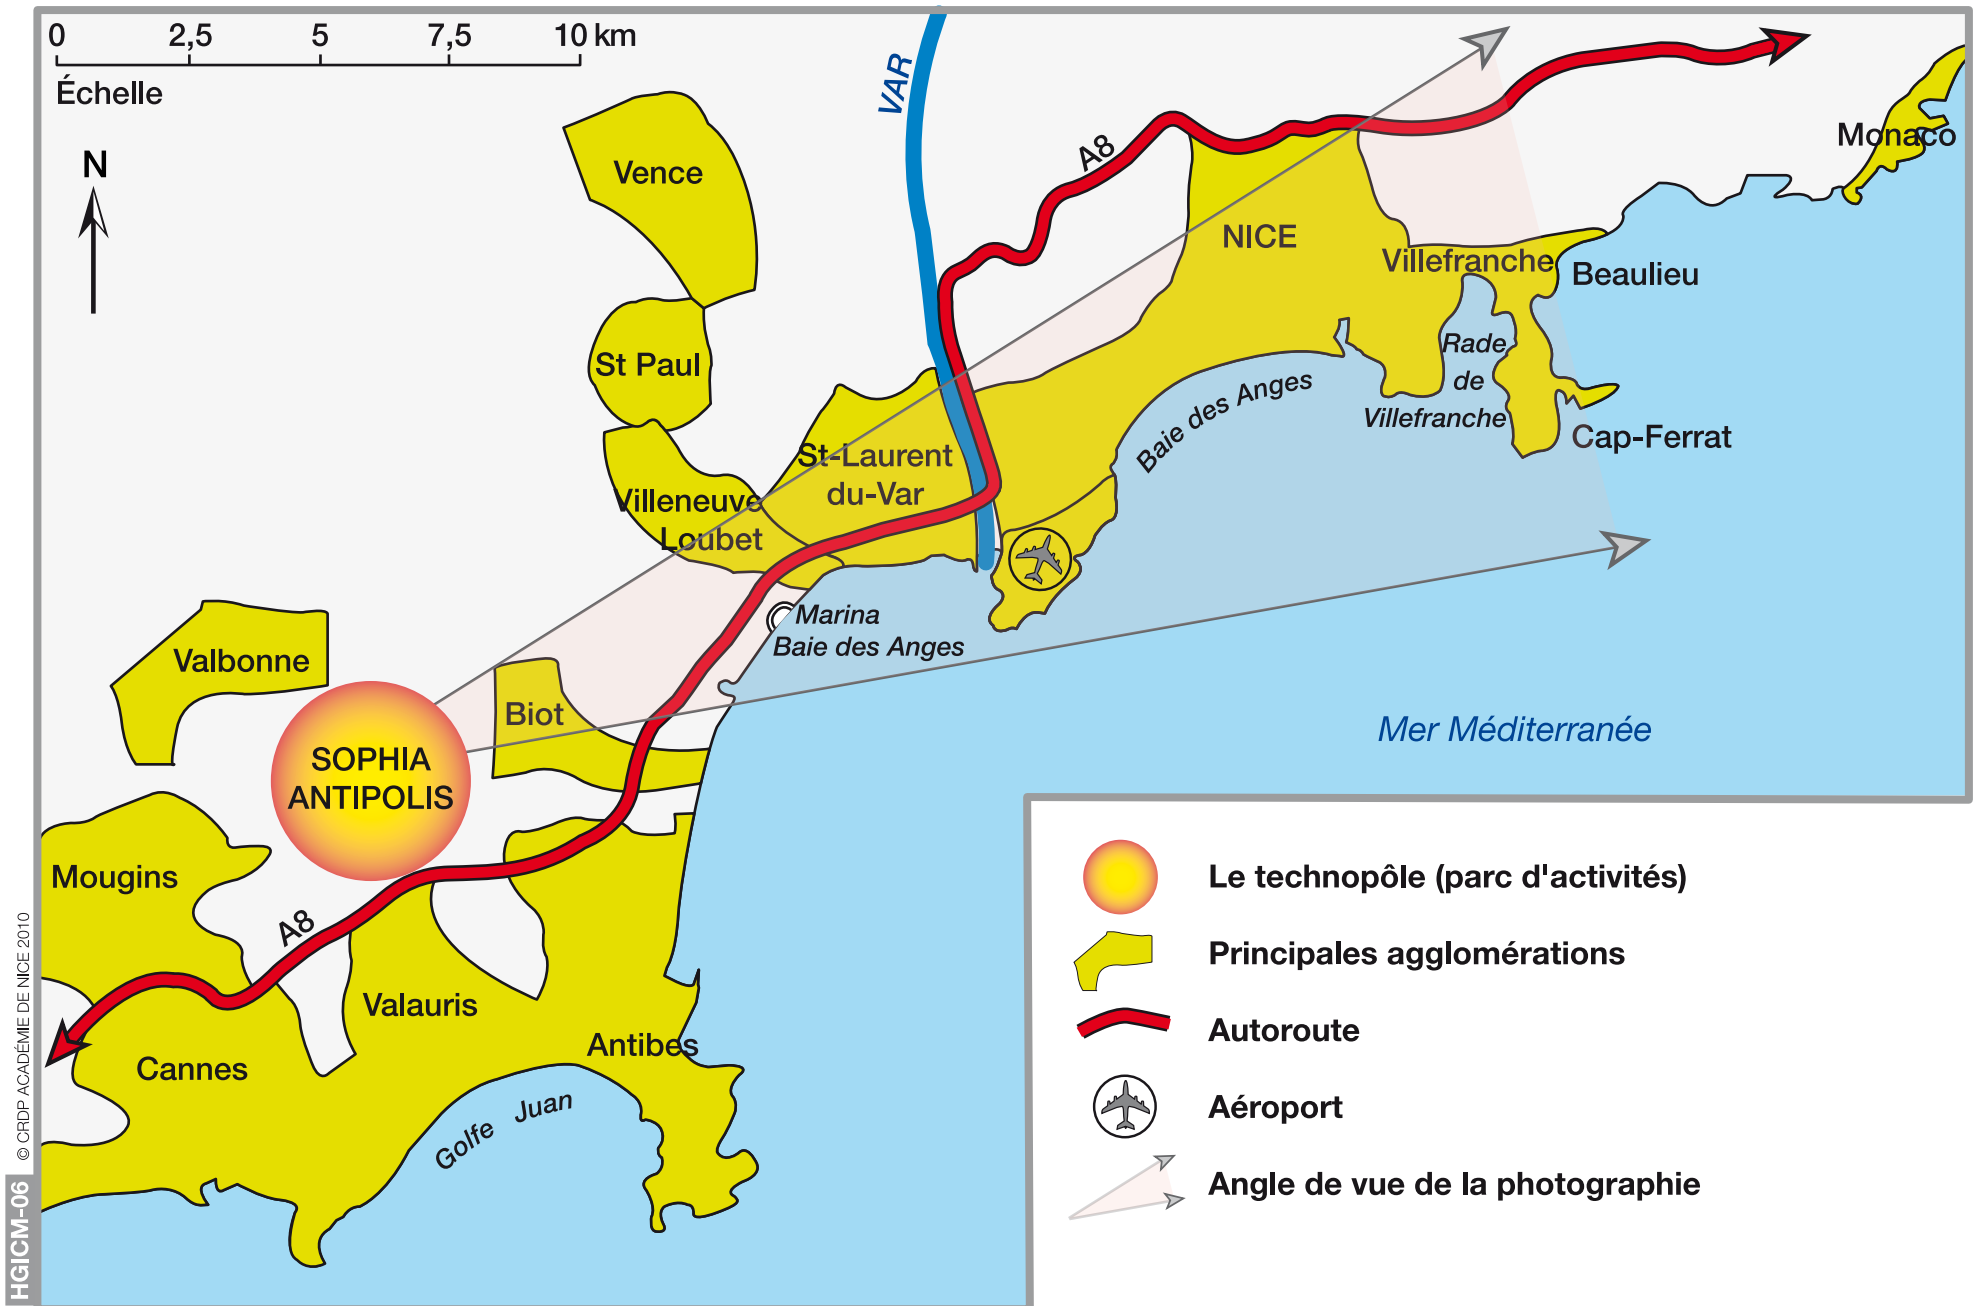 0 2,5 5 7,5 10 km
Échelle
N
VAR
A8
Monaco
Vence
NICE
Villefranche
Beaulieu
St Paul
Rade
de
Villefranche
Baie des Anges
Cap-Ferrat
St-Laurent
du-Var
Villeneuve
Loubet
Marina
Baie des Anges
Valbonne
Biot
Mer Méditerranée
SOPHIA
ANTIPOLIS
Mougins
A8
Valauris
Cannes
Antibes
Golfe Juan
Le technopôle (parc d'activités)
Principales agglomérations
Autoroute
Aéroport
Angle de vue de la photographie
HGICM-06
© CRDP ACADÉMIE DE NICE 2010